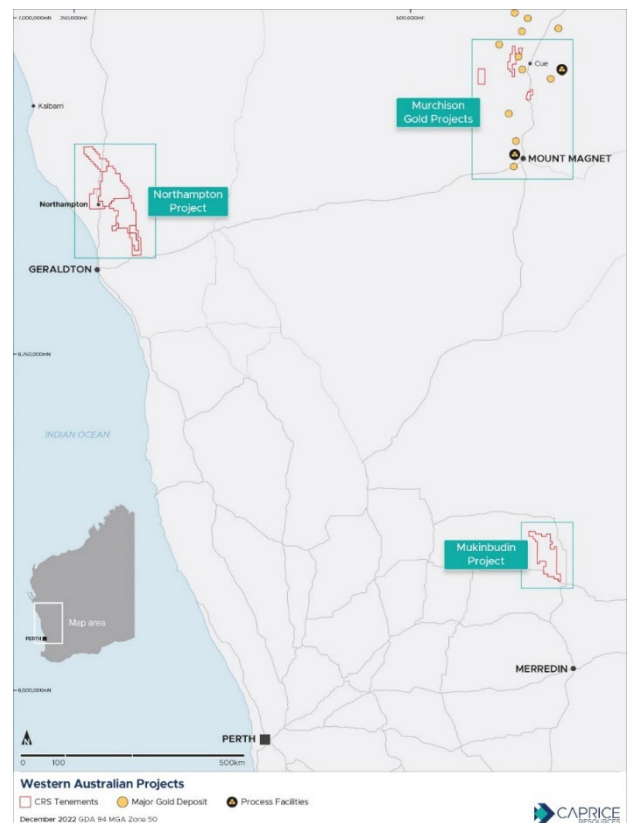 7,000,000mN
250,000mE
500,000mE
Kalbarri
Cue
Murchison
Gold Projects
MOUNT MAGNET
Northampton
Northampton
Project
GERALDTON
6,250,000mN
INDIAN OCEAN
Mukinbudin
Project
Map area
PERTH
MERREDIN
6,000,000mN
N
PERTH
0 100 500km
Western Australian Projects
CRS Tenements Major Gold Deposit Process Facilities
December 2022 GDA 94 MGA Zone 50
CAPRICE
RESOURCES